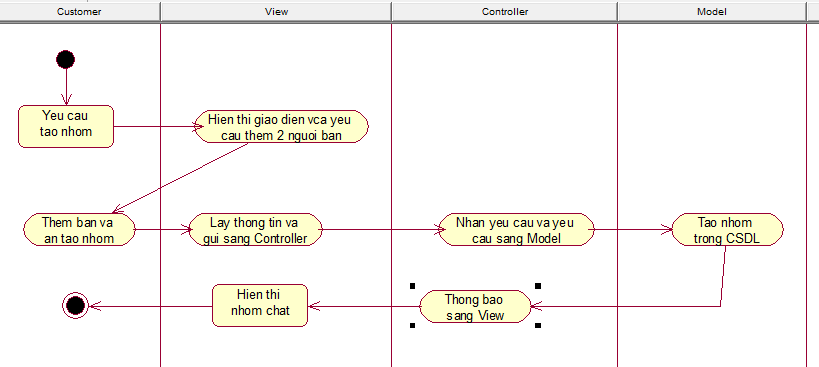 Customer
View
Controller
Model
Yeu cau
tao nhom
Hien thi giao dien vca yeu
cau them 2 nguoi ban
Them ban va
an tao nhom
Lay thong tin va
gui sang Controller
Nhan yeu cau va yeu
cau sang Model
Tao nhom
trong CSDL
Hien thi
nhom chat
Thong bao
sang View